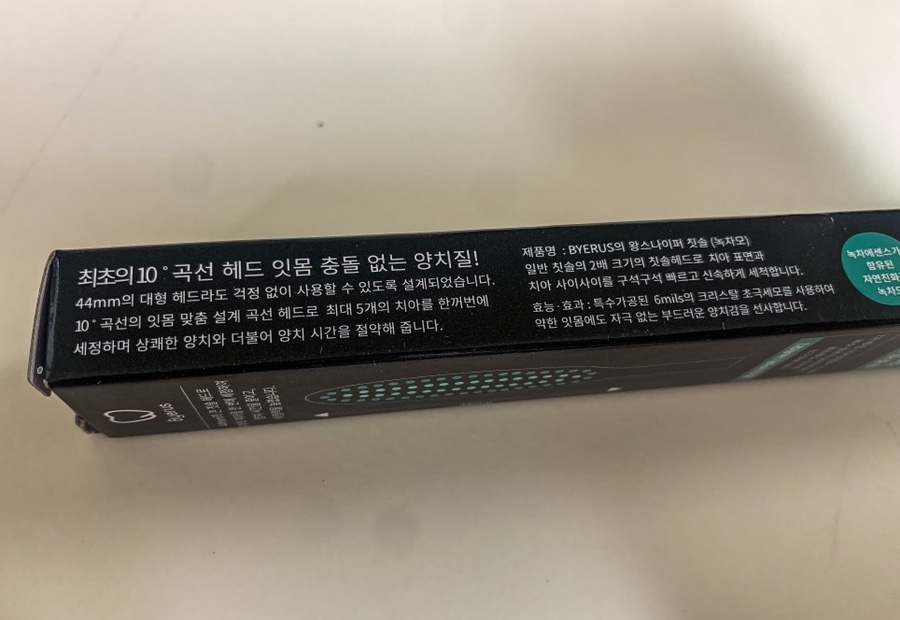 최초의 10°곡선 헤드 잇몸 충돌 없는 양치질!
44mm의 대형 헤드라도 걱정 없이 사용할 수 있도록 설계되었습니다.
10°곡선의 잇몸 맞춤 설계 곡선 헤드로 최대 5개의 치아를 한꺼번에
세정하며 상쾌한 양치와 더불어 양치 시간을 절약해 줍니다.
제품명 : BYERUS의 왕스나이퍼 칫솔 (녹차모)
일반 칫솔의 2배 크기의 칫솔헤드로 치아 표면과
치아 사이사이를 구석구석 빠르고 신속하게 세척합니다.
효능·효과 : 특수가공된 6mils의 크리스탈 초극세모를 사용하여
약한 잇몸에도 자극 없는 부드러운 양치감을 선사합니다.
녹차에센스가
함유된
자연친화
녹차모
Byerus